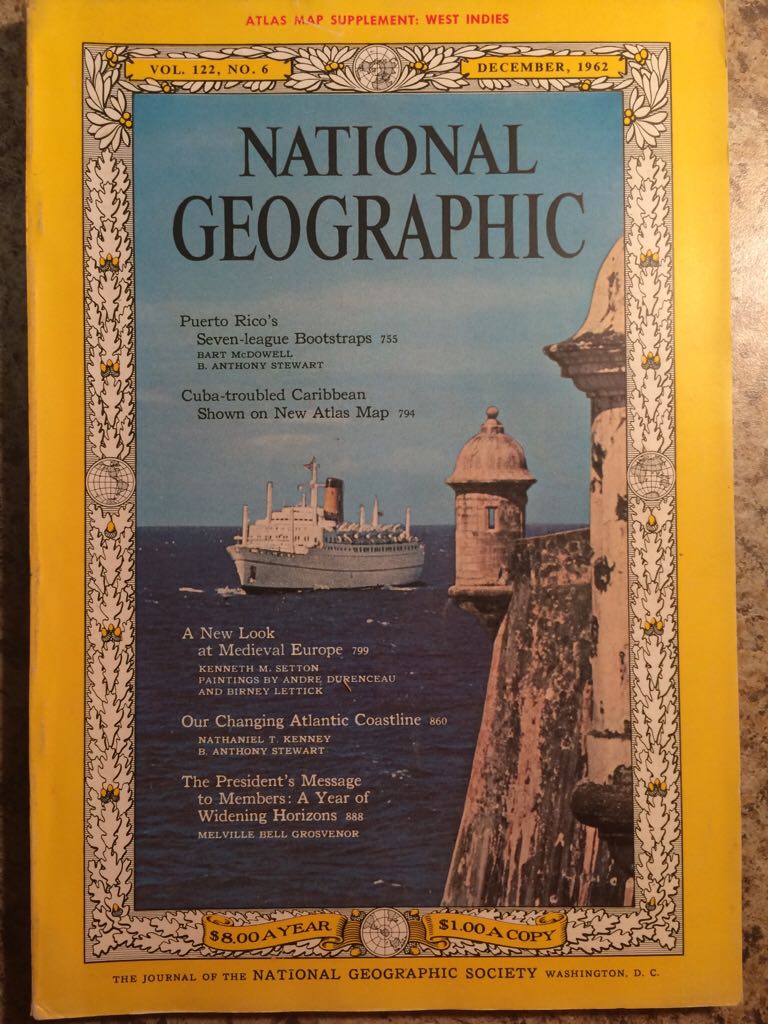 ATLAS MAP SUPPLEMENT: WEST INDIES
VOL. 122, NO. 6
DECEMBER, 1962
NATIONAL
GEOGRAPHIC
Puerto Rico's
Seven-league Bootstraps 755
BART McDOWELL
B. ANTHONY STEWART
Cuba-troubled Caribbean
Shown on New Atlas Map 794
A New Look
at Medieval Europe 799
KENNETH M. SETTON
PAINTINGS BY ANDRE DURENCEAU
AND BIRNEY LETTICK
Our Changing Atlantic Coastline 860
NATHANIEL T. KENNEY
B. ANTHONY STEWART
The President's Message
to Members: A Year of
Widening Horizons 888
MELVILLE BELL GROSVENOR
$8.00 A YEAR
$1.00 A COPY
THE JOURNAL OF THE NATIONAL GEOGRAPHIC SOCIETY WASHINGTON, D. C.